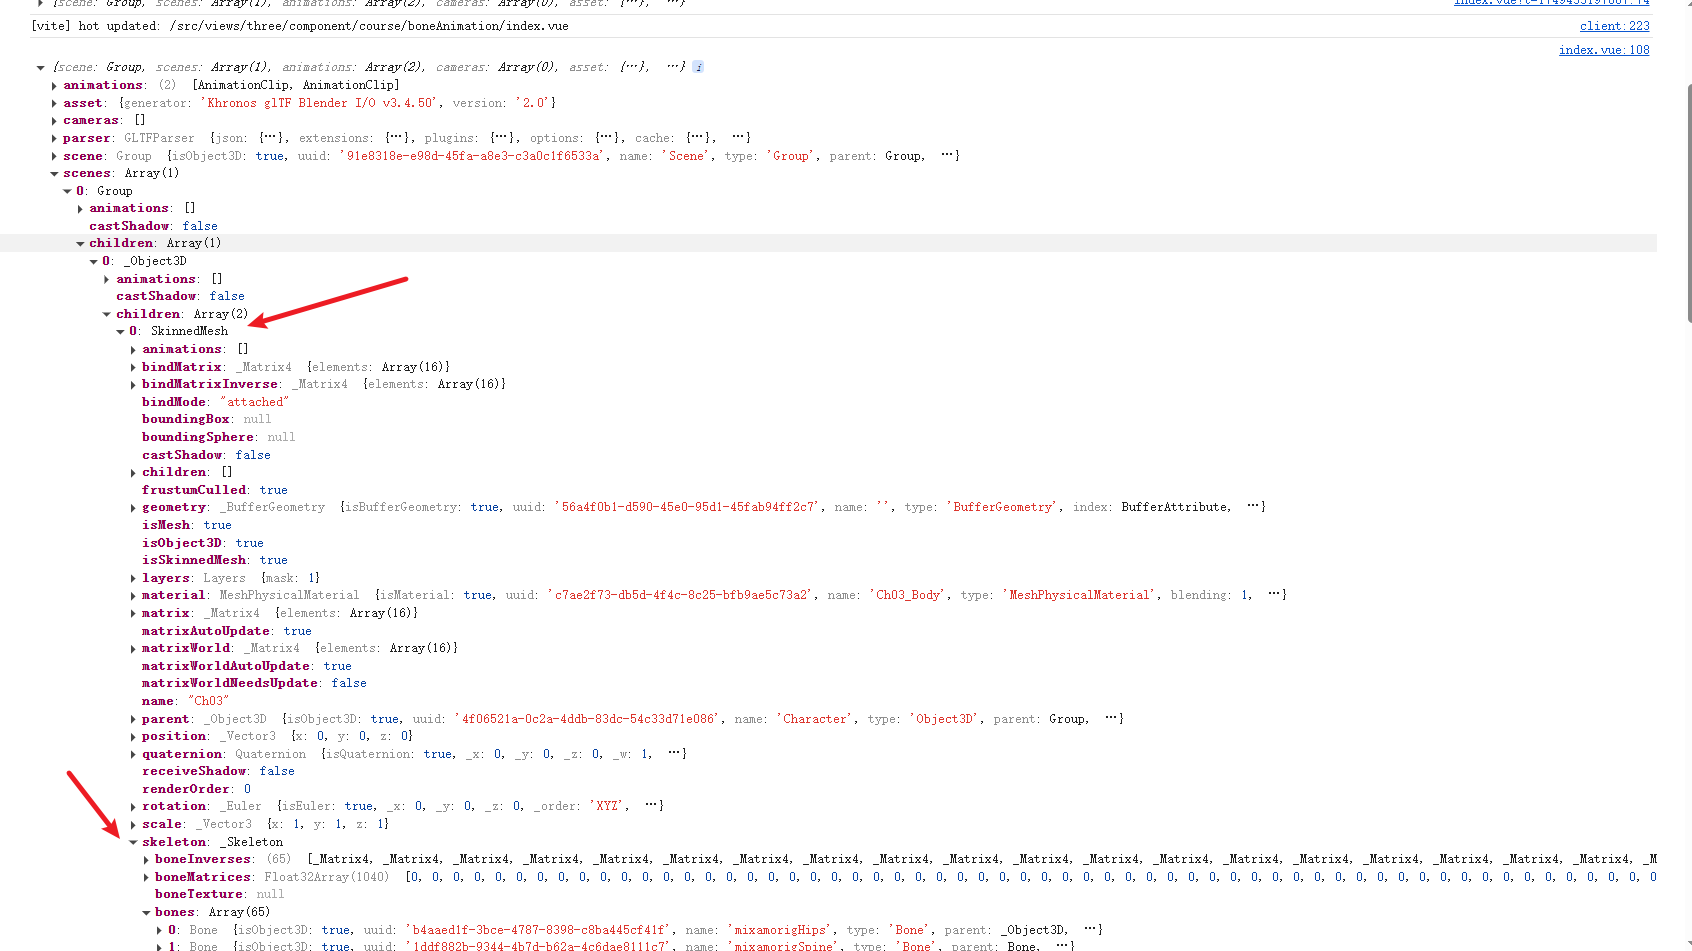 {scene: Group, scenes: Array(1), animations: Array(2), cameras: Array(0), asset: {…}, …}
[vite] hot updated: /src/views/three/component/course/boneAnimation/index.vue client:223
index.vue:108
{scene: Group, scenes: Array(1), animations: Array(2), cameras: Array(0), asset: {…}, …} i
animations: (2) [AnimationClip, AnimationClip]
asset: {generator: 'Khronos glTF Blender I/O v3.4.50', version: '2.0'}
cameras: []
parser: GLTFParser {json: {…}, extensions: {…}, plugins: {…}, options: {…}, cache: {…}, …}
scene: Group {isObject3D: true, uuid: '91e8318e-e98d-45fa-a8e3-c3a0c1f6533a', name: 'Scene', type: 'Group', parent: Group, …}
scenes: Array(1)
0: Group
animations: []
castShadow: false
children: Array(1)
0: _Object3D
animations: []
castShadow: false
children: Array(2)
0: SkinnedMesh
animations: []
bindMatrix: _Matrix4 {elements: Array(16)}
bindMatrixInverse: _Matrix4 {elements: Array(16)}
bindMode: "attached"
boundingBox: null
boundingSphere: null
castShadow: false
children: []
frustumCulled: true
geometry: _BufferGeometry {isBufferGeometry: true, uuid: '56a4f0b1-d590-45e0-95d1-45fab94ff2c7', name: '', type: 'BufferGeometry', index: BufferAttribute, …}
isMesh: true
isObject3D: true
isSkinnedMesh: true
layers: Layers {mask: 1}
material: MeshPhysicalMaterial {isMaterial: true, uuid: 'c7ae2f73-db5d-4f4c-8c25-bfb9ae5c73a2', name: 'Ch03_Body', type: 'MeshPhysicalMaterial', blending: 1, …}
matrix: _Matrix4 {elements: Array(16)}
matrixAutoUpdate: true
matrixWorld: _Matrix4 {elements: Array(16)}
matrixWorldAutoUpdate: true
matrixWorldNeedsUpdate: false
name: "Ch03"
parent: _Object3D {isObject3D: true, uuid: '4f06521a-0c2a-4ddb-83dc-54c33d71e086', name: 'Character', type: 'Object3D', parent: Group, …}
position: _Vector3 {x: 0, y: 0, z: 0}
quaternion: Quaternion {isQuaternion: true, _x: 0, _y: 0, _z: 0, _w: 1, …}
receiveShadow: false
renderOrder: 0
rotation: _Euler {isEuler: true, _x: 0, _y: 0, _z: 0, _order: 'XYZ', …}
scale: _Vector3 {x: 1, y: 1, z: 1}
skeleton: _Skeleton
boneInverses: (65) [_Matrix4, _Matrix4, _Matrix4, _Matrix4, _Matrix4, _Matrix4, _Matrix4, _Matrix4, _Matrix4, _Matrix4, _Matrix4, _Matrix4, _Matrix4, _Matrix4, _Matrix4, _Matrix4, _Matrix4, _Matrix4, _Matrix4, _M
boneMatrices: Float32Array(1040) [0, 0, 0, 0, 0, 0, 0, 0, 0, 0, 0, 0, 0, 0, 0, 0, 0, 0, 0, 0, 0, 0, 0, 0, 0, 0, 0, 0, 0, 0, 0, 0, 0, 0, 0, 0, 0, 0, 0, 0, 0, 0, 0, 0, 0, 0, 0, 0, 0, 0, 0, 0, 0, 0, 0, 0, 0, 0, 0, 0
boneTexture: null
bones: Array(65)
0: Bone {isObject3D: true, uuid: 'b4aaed1f-3bce-4787-8398-c8ba445cf41f', name: 'mixamorigHips', type: 'Bone', parent: _Object3D, …}
1: Bone {isObject3D: true, uuid: '1ddf882b-9344-4b7d-b62a-4c6dae8111c7', name: 'mixamorigSpine', type: 'Bone', parent: Bone, …}